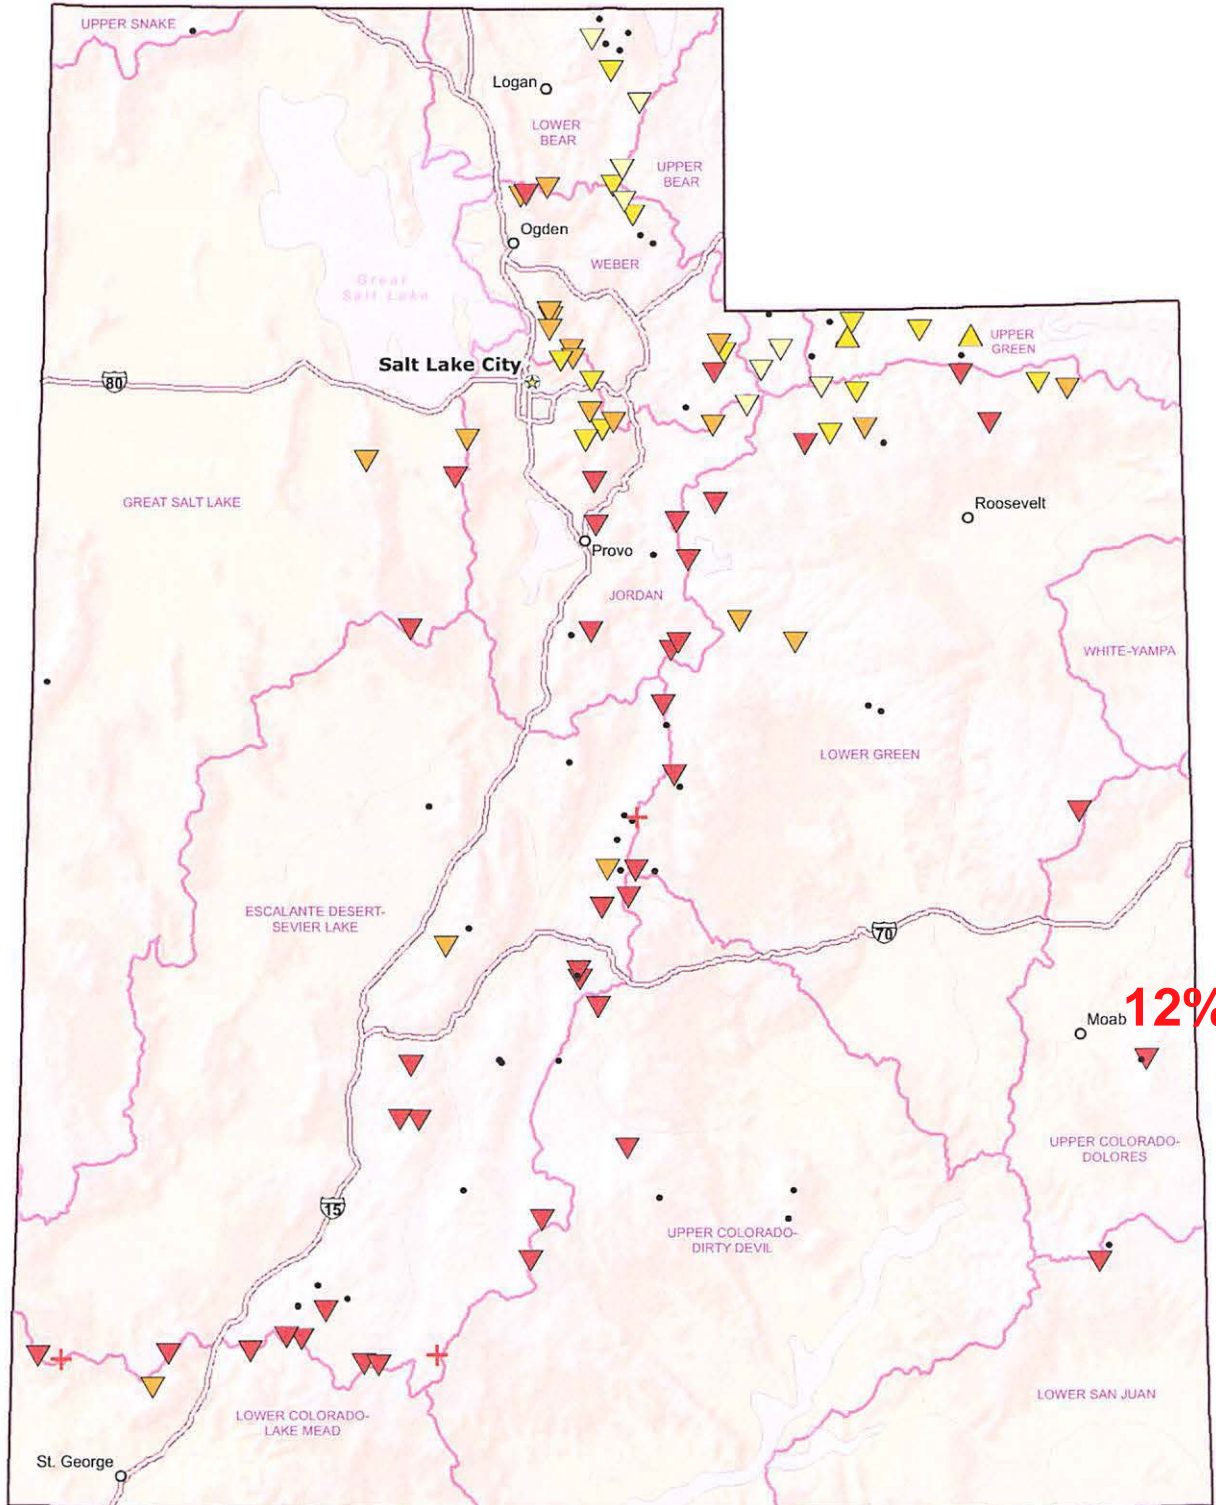 UPPER SNAKE
Logan
LOWER
BEAR
UPPER
BEAR
Ogden
WEBER
Great
Salt Lake
UPPER
GREEN
Salt Lake City
80
GREAT SALT LAKE
Roosevelt
Provo
JORDAN
WHITE-YAMPA
LOWER GREEN
ESCALANTE DESERT-
SEVIER LAKE
70
Moab
12%
UPPER COLORADO-
DOLORES
15
UPPER COLORADO-
DIRTY DEVIL
LOWER SAN JUAN
LOWER COLORADO-
LAKE MEAD
St. George